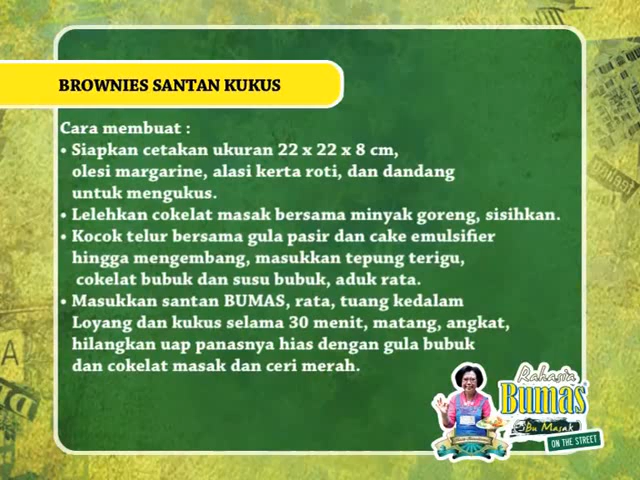 BROWNIES SANTAN KUKUS
Cara membuat :
• Siapkan cetakan ukuran 22 x 22 x 8 cm,
olesi margarine, alasi kerta roti, dan dandang
untuk mengukus.
• Lelehkan cokelat masak bersama minyak goreng, sisihkan.
• Kocok telur bersama gula pasir dan cake emulsifier
hingga mengembang, masukkan tepung terigu,
cokelat bubuk dan susu bubuk, aduk rata.
• Masukkan santan BUMAS, rata, tuang kedalam
Loyang dan kukus selama 30 menit, matang, angkat,
hilangkan uap panasnya hias dengan gula bubuk
dan cokelat masak dan ceri merah.
Rahasia
Bumas
Ibu Masak
ON THE STREET